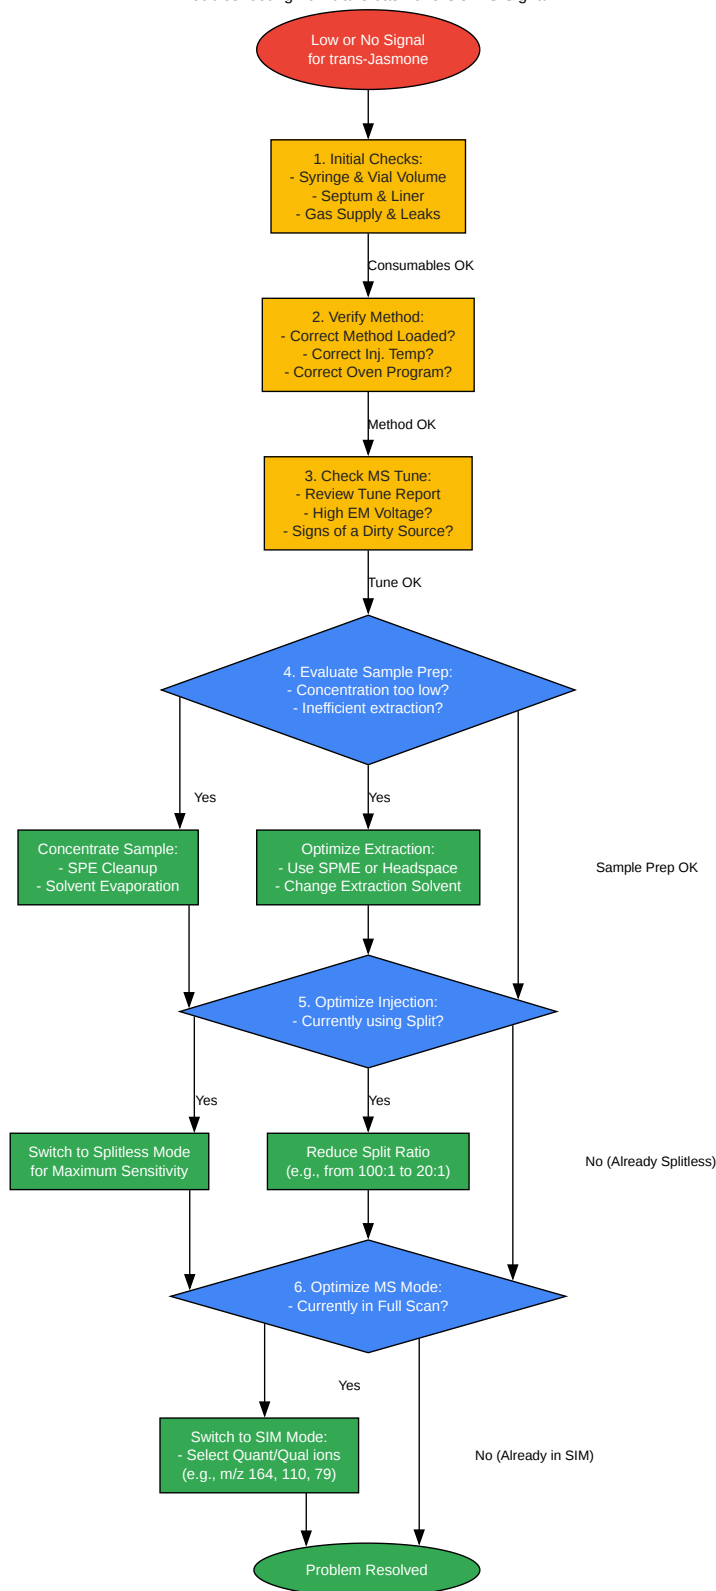 Low or No Signal
for trans-Jasmone
1. Initial Checks:
- Syringe & Vial Volume
- Septum & Liner
- Gas Supply & Leaks
Consumables OK
2. Verify Method:
- Correct Method Loaded?
- Correct Inj. Temp?
- Correct Oven Program?
Method OK
3. Check MS Tune:
- Review Tune Report
- High EM Voltage?
- Signs of a Dirty Source?
Tune OK
4. Evaluate Sample Prep:
- Concentration too low?
- Inefficient extraction?
Yes
Yes
Concentrate Sample:
- SPE Cleanup
- Solvent Evaporation
Optimize Extraction:
- Use SPME or Headspace
- Change Extraction Solvent
Sample Prep OK
5. Optimize Injection:
- Currently using Split?
Yes
Yes
Switch to Splitless Mode
for Maximum Sensitivity
Reduce Split Ratio
(e.g., from 100:1 to 20:1)
No (Already Splitless)
6. Optimize MS Mode:
- Currently in Full Scan?
Yes
Switch to SIM Mode:
- Select Quant/Qual ions
(e.g., m/z 164, 110, 79)
No (Already in SIM)
Problem Resolved